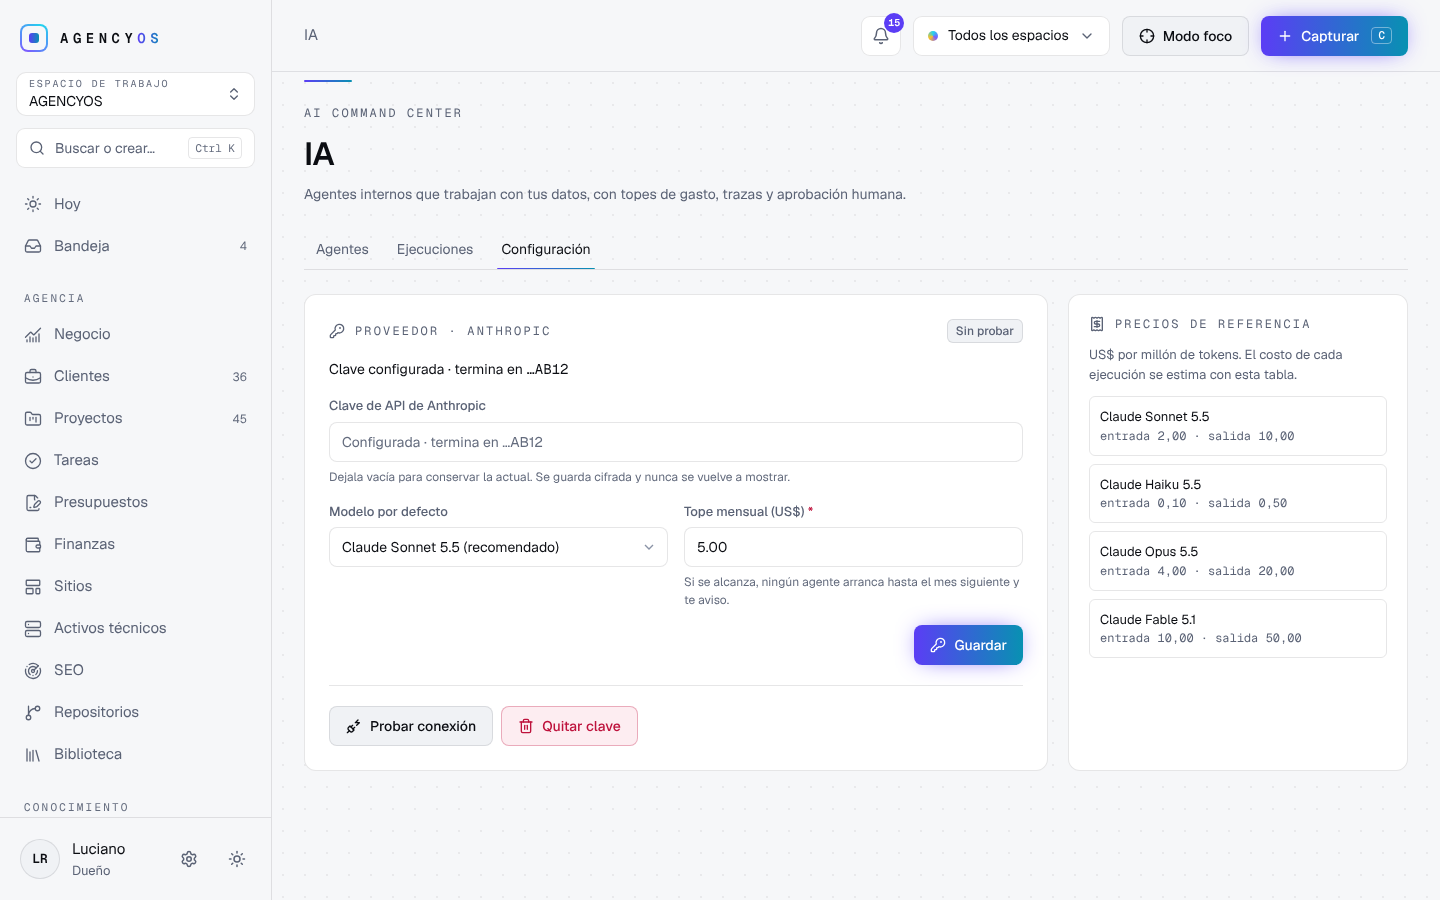 AGENCYOS
ESPACIO DE TRABAJO
AGENCYOS
Buscar o crear...
Ctrl K
Hoy
Bandeja
4
AGENCIA
Negocio
Clientes
36
Proyectos
45
Tareas
Presupuestos
Finanzas
Sitios
Activos técnicos
SEO
Repositorios
Biblioteca
CONOCIMIENTO
LR
Luciano
Dueño
IA
15
Todos los espacios
Modo foco
Capturar
C
AI COMMAND CENTER
IA
Agentes internos que trabajan con tus datos, con topes de gasto, trazas y aprobación humana.
Agentes
Ejecuciones
Configuración
PROVEEDOR · ANTHROPIC
Sin probar
Clave configurada · termina en …AB12
Clave de API de Anthropic
Configurada · termina en …AB12
Dejala vacía para conservar la actual. Se guarda cifrada y nunca se vuelve a mostrar.
Modelo por defecto
Claude Sonnet 5.5 (recomendado)
Tope mensual (US$) *
5.00
Si se alcanza, ningún agente arranca hasta el mes siguiente y
te aviso.
Guardar
Probar conexión
Quitar clave
PRECIOS DE REFERENCIA
US$ por millón de tokens. El costo de cada
ejecución se estima con esta tabla.
Claude Sonnet 5.5
entrada 2,00 · salida 10,00
Claude Haiku 5.5
entrada 0,10 · salida 0,50
Claude Opus 5.5
entrada 4,00 · salida 20,00
Claude Fable 5.1
entrada 10,00 · salida 50,00